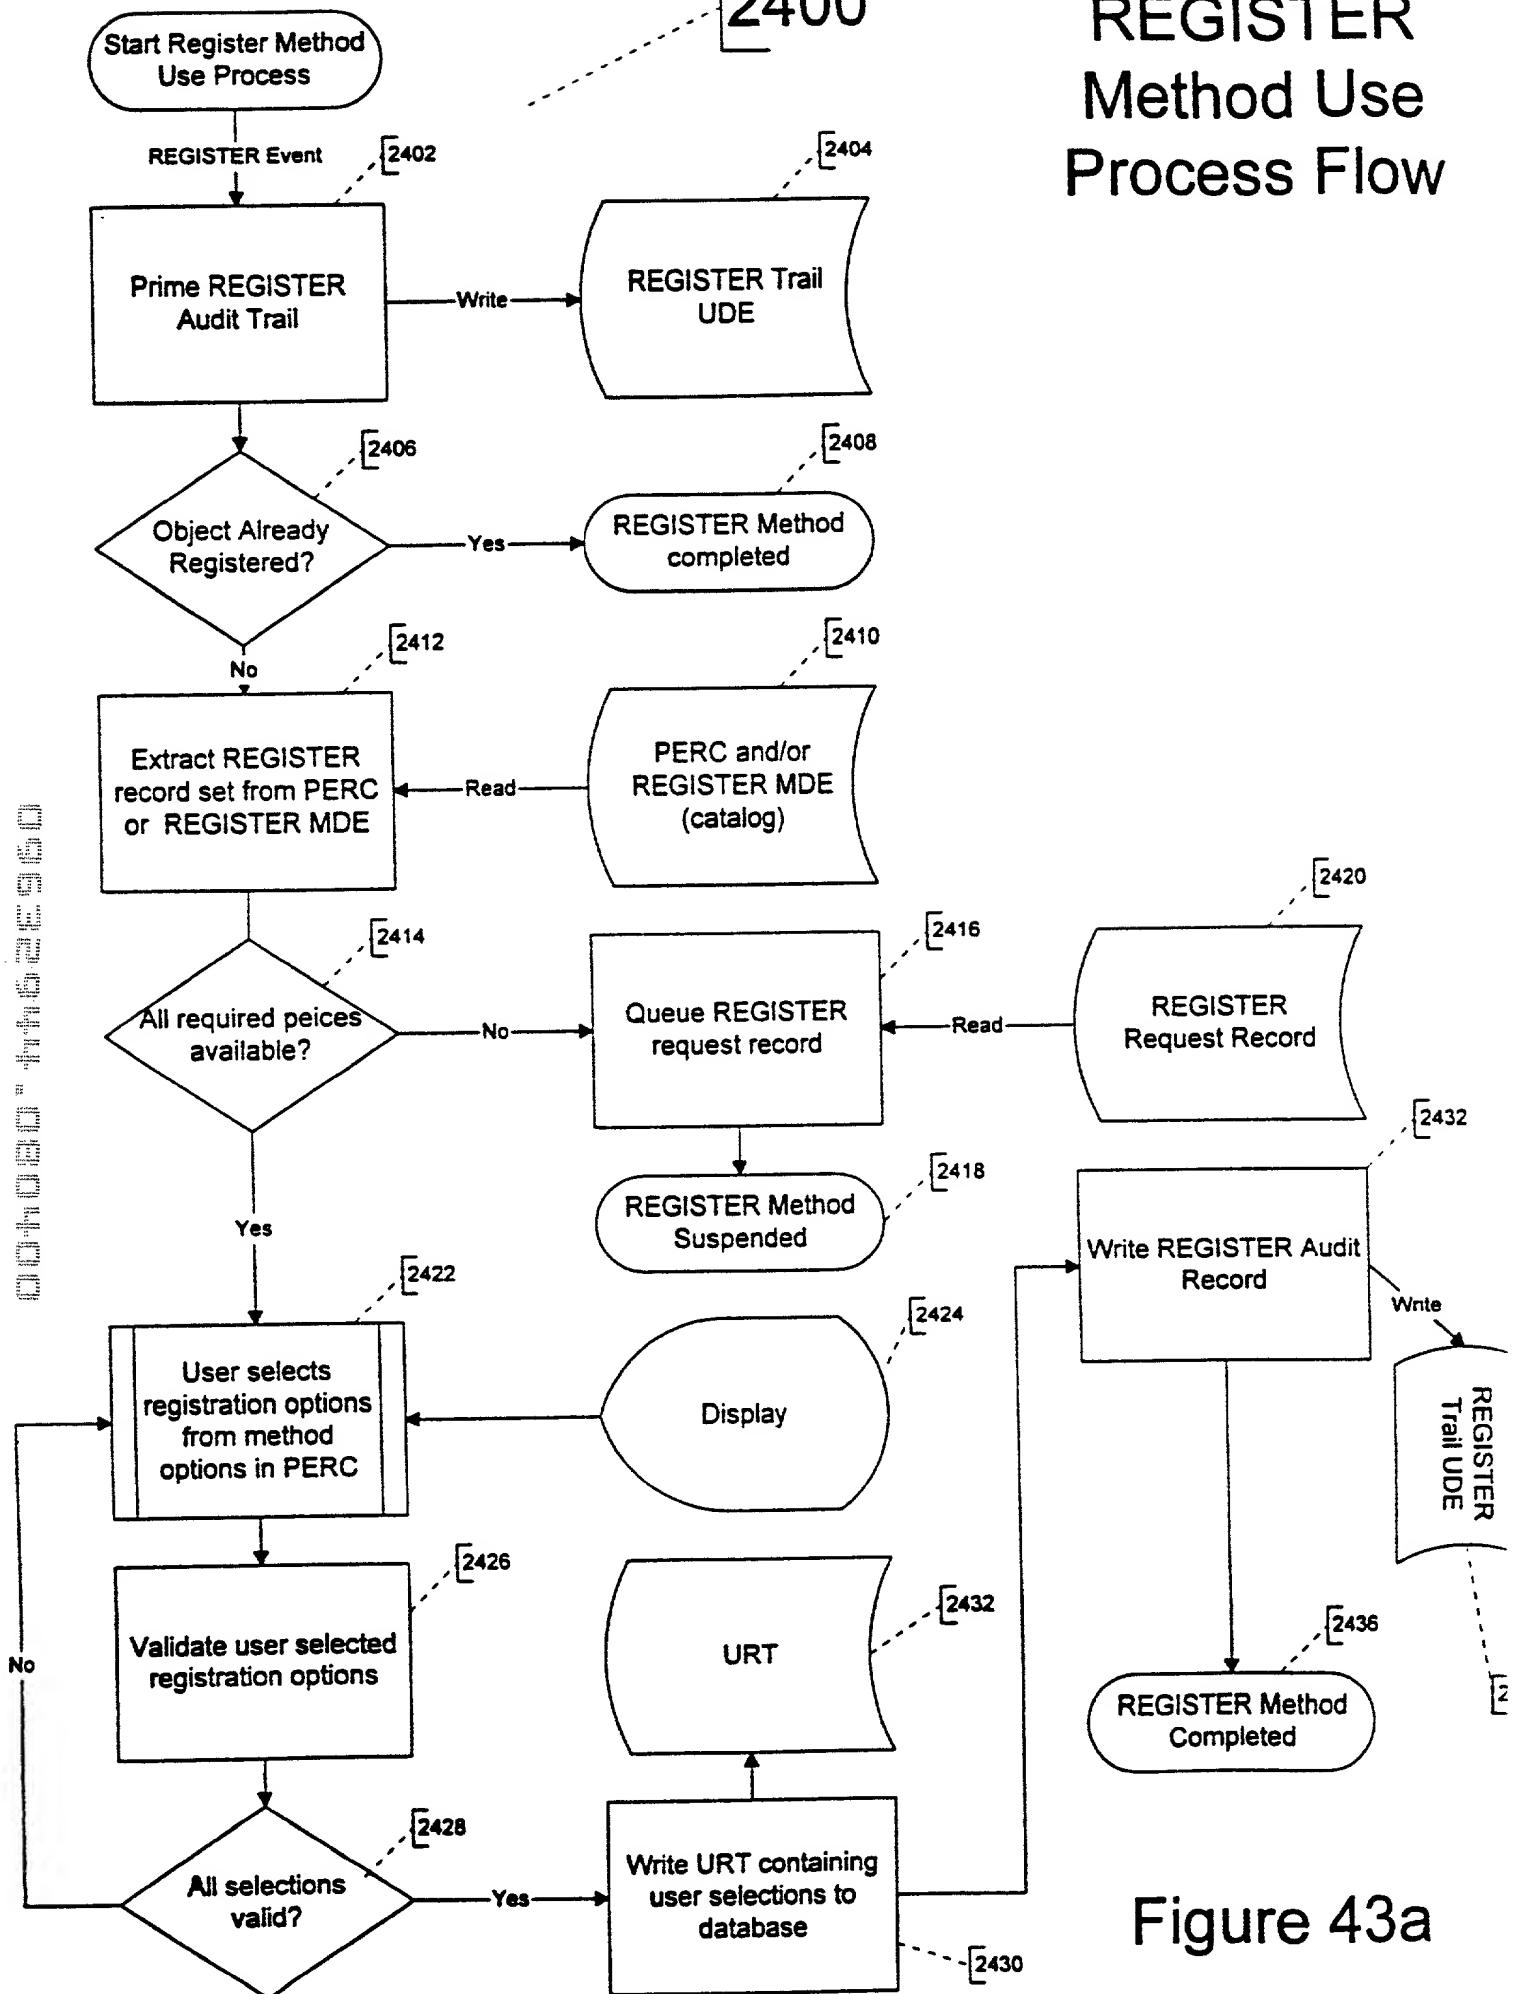 2400
REGISTER
Method Use
Process Flow
Start Register Method
Use Process
REGISTER Event
2402
2404
Prime REGISTER
Audit Trail
Write
REGISTER Trail
UDE
2406
2408
Object Already
Registered?
Yes
REGISTER Method
completed
No
2412
2410
Extract REGISTER
record set from PERC
or REGISTER MDE
Read
PERC and/or
REGISTER MDE
(catalog)
2414
2416
2420
All required peices
available?
No
Queue REGISTER
request record
Read
REGISTER
Request Record
2418
2432
REGISTER Method
Suspended
Yes
Write REGISTER Audit
Record
Write
2422
2424
User selects
registration options
from method
options in PERC
Display
REGISTER
Trail UDE
2426
2432
2436
Validate user selected
registration options
No
URT
REGISTER Method
Completed
2428
All selections
valid?
Yes
Write URT containing
user selections to
database
2430
Figure 43a